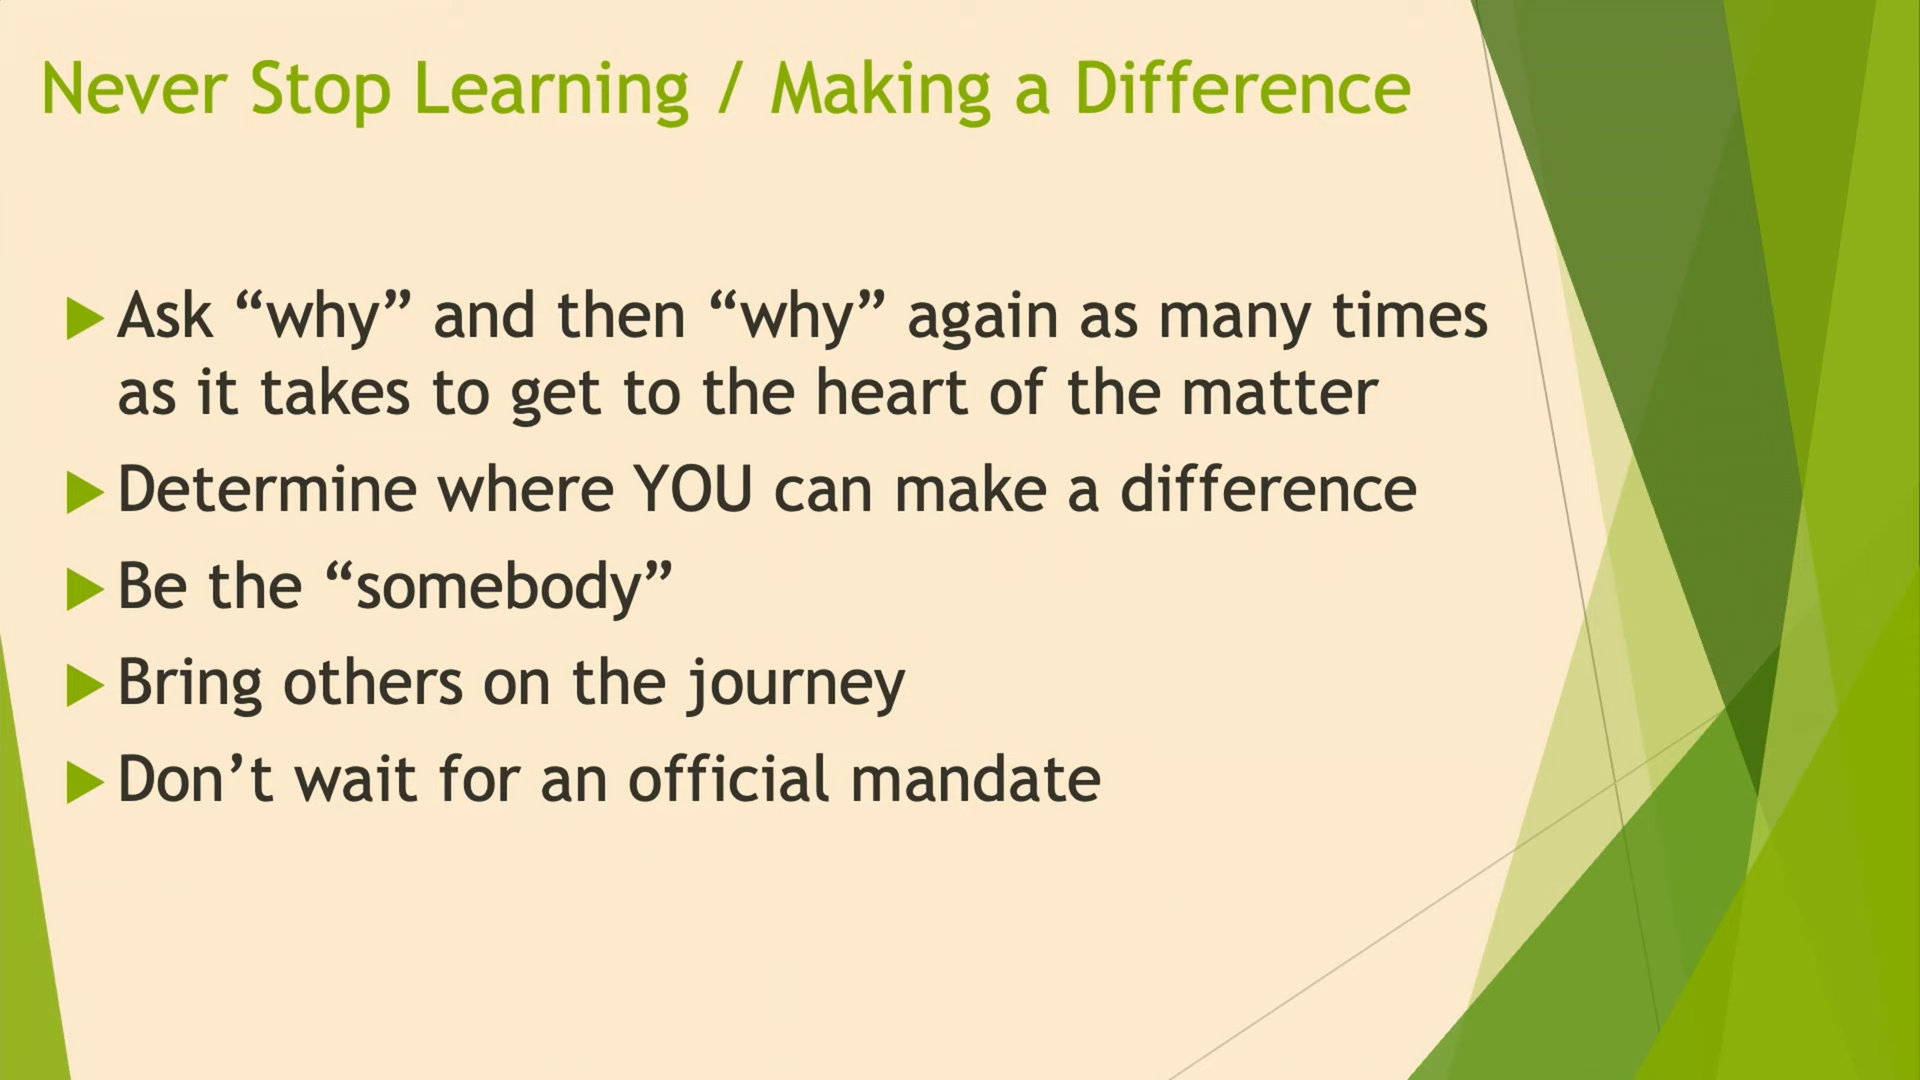 Never Stop Learning / Making a Difference
Ask “why” and then “why” again as many times
as it takes to get to the heart of the matter
Determine where YOU can make a difference
Be the “somebody”
Bring others on the journey
Don’t wait for an official mandate